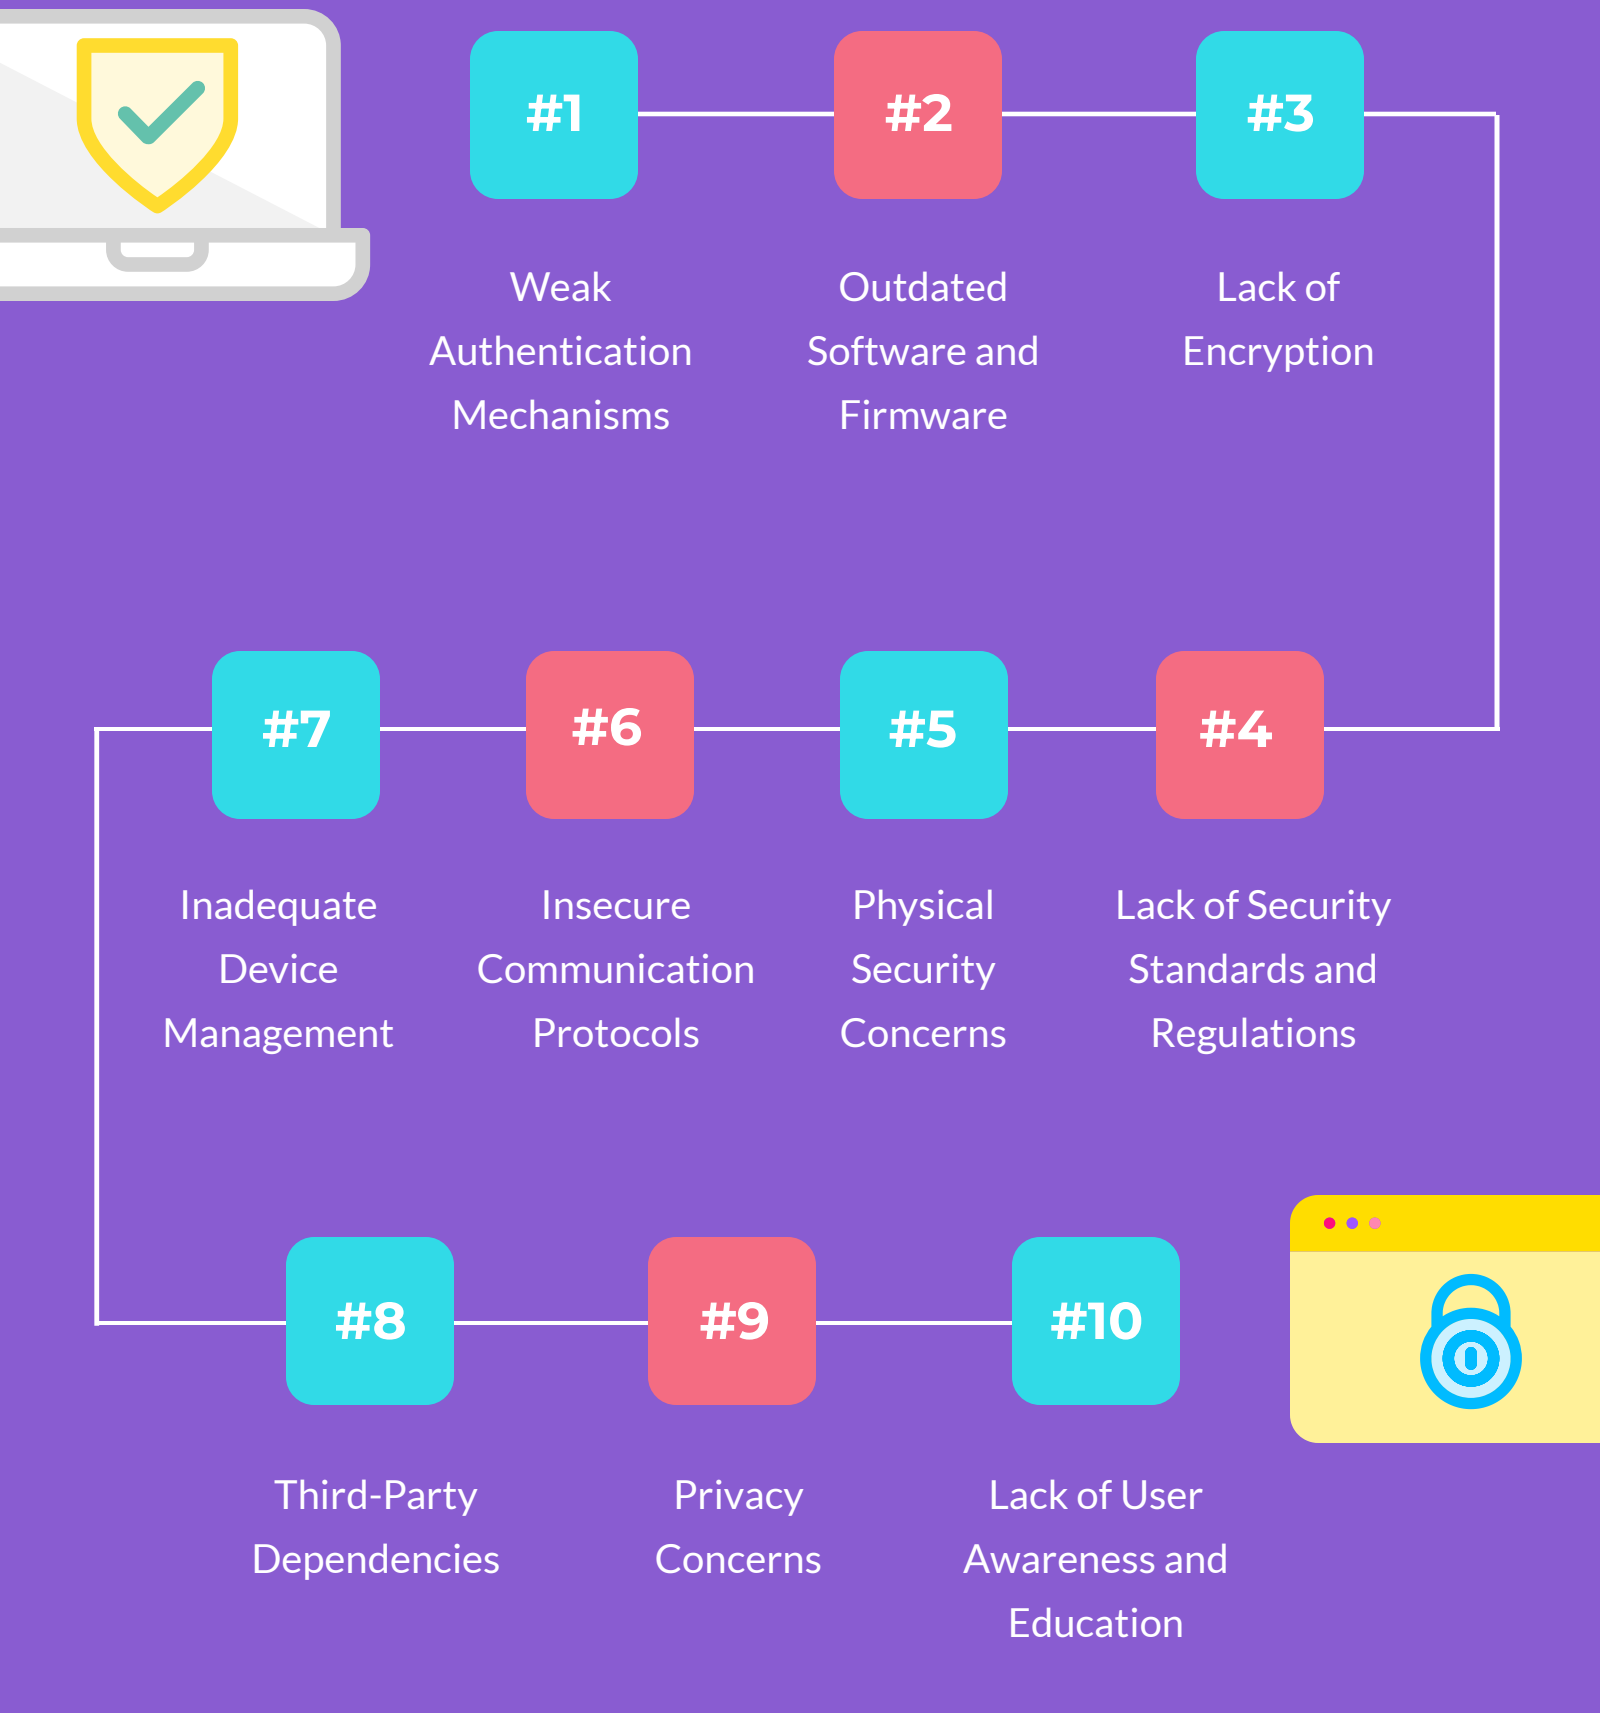 #1
Weak
Authentication
Mechanisms
#2
Outdated
Software and
Firmware
#3
Lack of
Encryption
#4
Lack of Security
Standards and
Regulations
#5
Physical
Security
Concerns
#6
Insecure
Communication
Protocols
#7
Inadequate
Device
Management
#8
Third-Party
Dependencies
#9
Privacy
Concerns
#10
Lack of User
Awareness and
Education